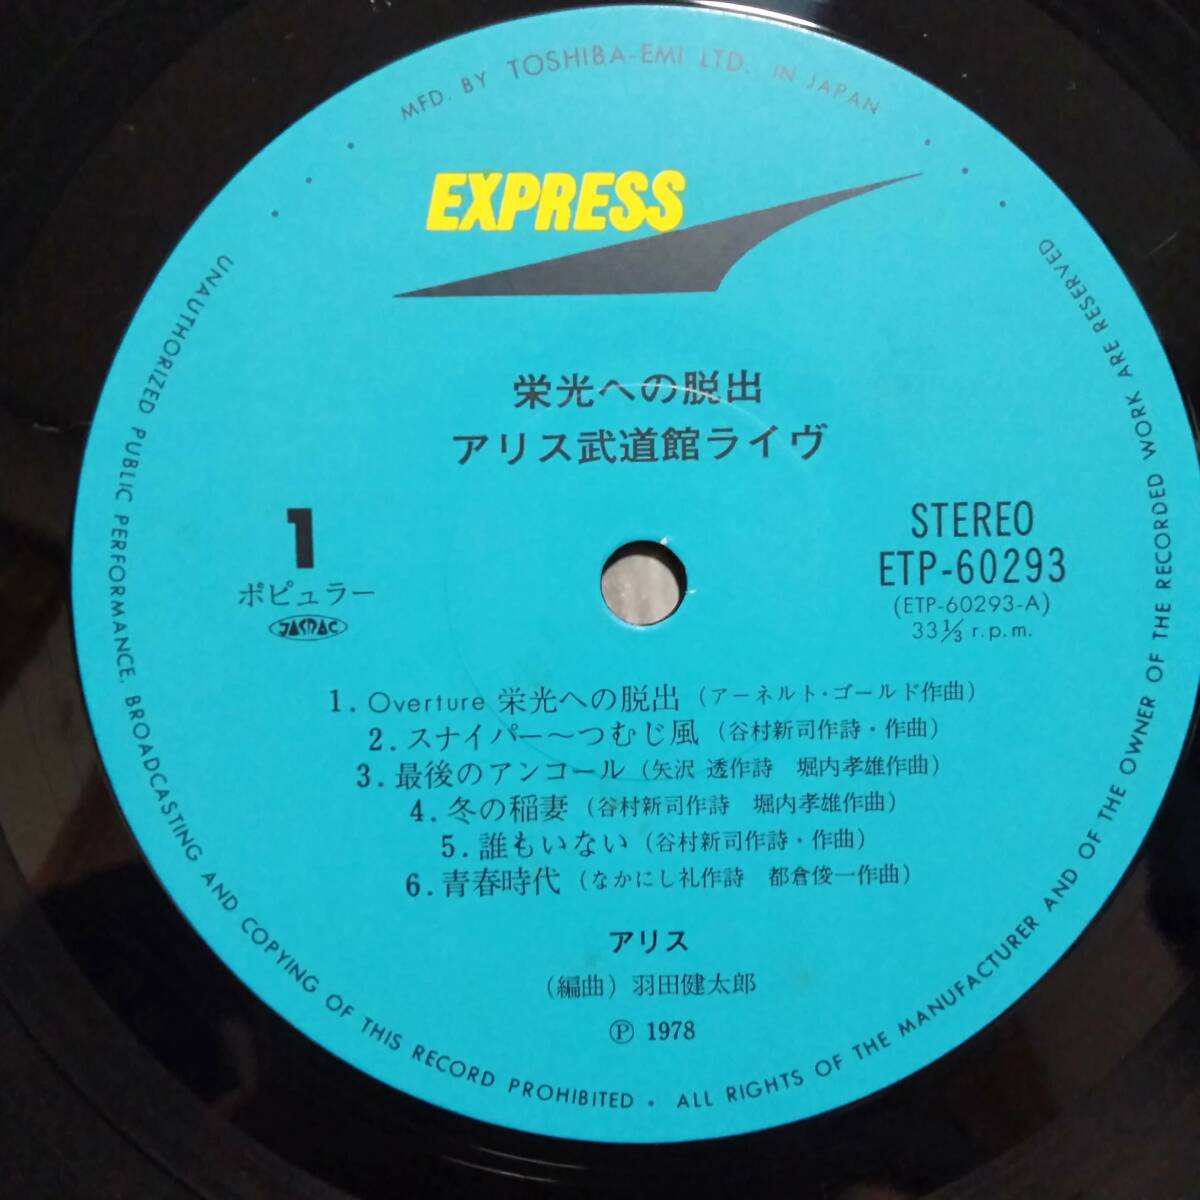 MFD. BY TOSHIBA-EMI LTD. IN JAPAN
EXPRESS
栄光への脱出
アリス武道館ライヴ
1
ポピュラー
JASRAC
STEREO
ETP-60293
(ETP-60293-A)
33⅓ r.p.m.
1. Overture 栄光への脱出 (アーネルト・ゴールド作曲)
2. スナイパー〜つむじ風 (谷村新司作詩・作曲)
3. 最後のアンコール (矢沢 透作詩 堀内孝雄作曲)
4. 冬の稲妻 (谷村新司作詩 堀内孝雄作曲)
5. 誰もいない (谷村新司作詩・作曲)
6. 青春時代 (なかにし礼作詩 都倉俊一作曲)
アリス
(編曲) 羽田健太郎
Ⓟ 1978
UNAUTHORIZED PUBLIC PERFORMANCE, BROADCASTING AND COPYING OF THIS RECORD PROHIBITED • ALL RIGHTS OF THE MANUFACTURER AND OF THE OWNER OF THE RECORDED WORK ARE RESERVED